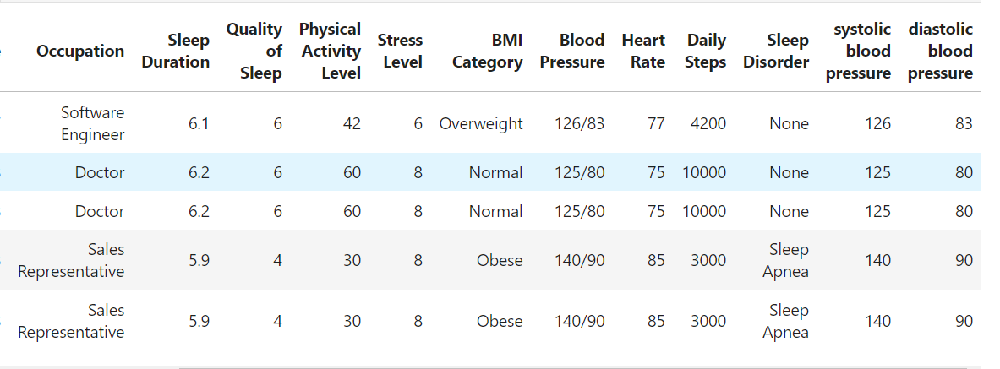 Occupation Sleep Duration Quality of Sleep Physical Activity Level Stress Level BMI Category Blood Pressure Heart Rate Daily Steps Sleep Disorder systolic blood pressure diastolic blood pressure
Software Engineer 6.1 6 42 6 Overweight 126/83 77 4200 None 126 83
Doctor 6.2 6 60 8 Normal 125/80 75 10000 None 125 80
Doctor 6.2 6 60 8 Normal 125/80 75 10000 None 125 80
Sales Representative 5.9 4 30 8 Obese 140/90 85 3000 Sleep Apnea 140 90
Sales Representative 5.9 4 30 8 Obese 140/90 85 3000 Sleep Apnea 140 90